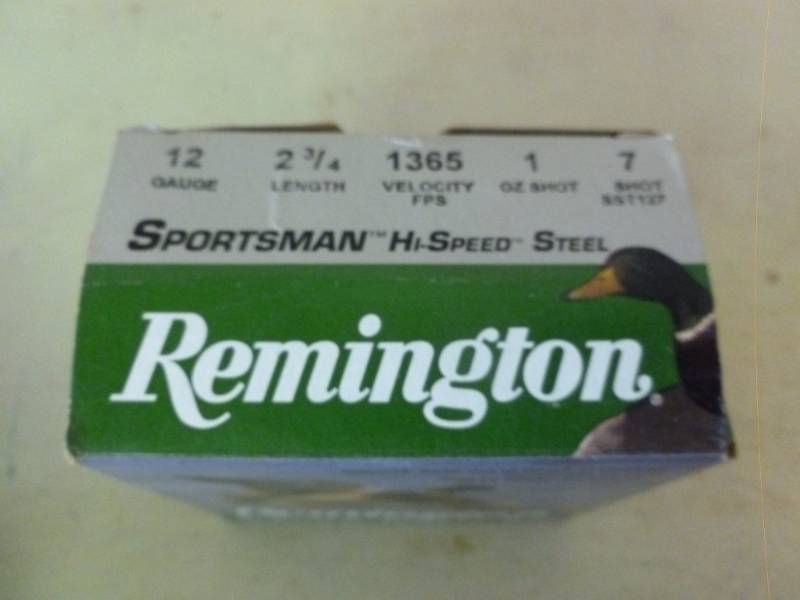 12 2 3/4 1365 1 7
GAUGE LENGTH VELOCITY OZ SHOT SHOT
FPS SST127
SPORTSMAN™ HI-SPEED™ STEEL
Remington.